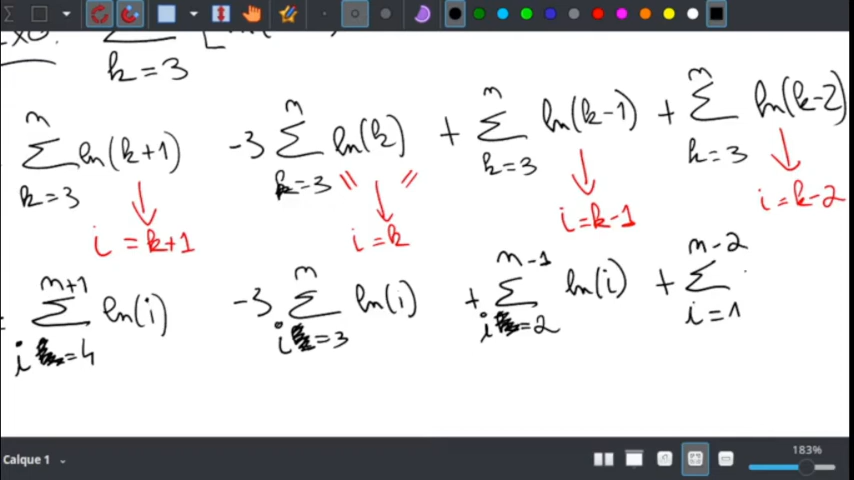 k=3
n n n n
∑ ln(k+1) -3 ∑ ln(k) + ∑ ln(k-1) + ∑ ln(k-2)
k=3 k=3 k=3 k=3
i=k+1 i=k i=k-1 i=k-2
n+1 n n-1 n-2
∑ ln(i) -3 ∑ ln(i) + ∑ ln(i) + ∑
i=4 i=3 i=2 i=1
183%
Calque 1